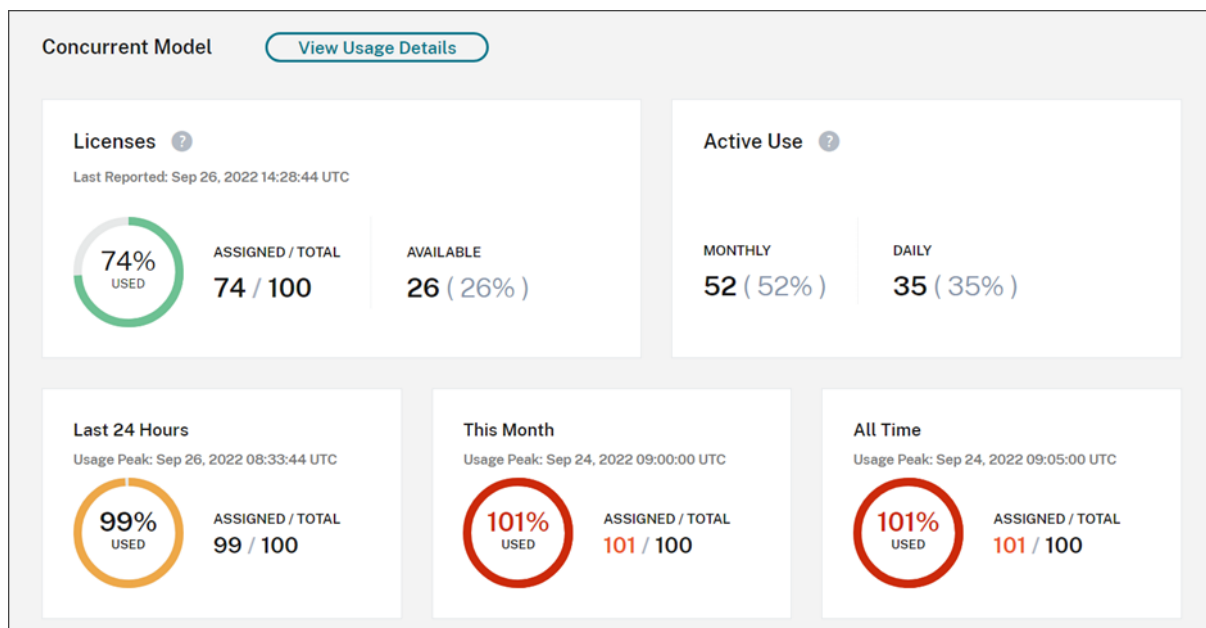 Concurrent Model
View Usage Details
Licenses ?
Last Reported: Sep 26, 2022 14:28:44 UTC
74%
USED
ASSIGNED / TOTAL
74 / 100
AVAILABLE
26 ( 26% )
Active Use ?
MONTHLY
52 ( 52% )
DAILY
35 ( 35% )
Last 24 Hours
Usage Peak: Sep 26, 2022 08:33:44 UTC
99%
USED
ASSIGNED / TOTAL
99 / 100
This Month
Usage Peak: Sep 24, 2022 09:00:00 UTC
101%
USED
ASSIGNED / TOTAL
101 / 100
All Time
Usage Peak: Sep 24, 2022 09:05:00 UTC
101%
USED
ASSIGNED / TOTAL
101 / 100